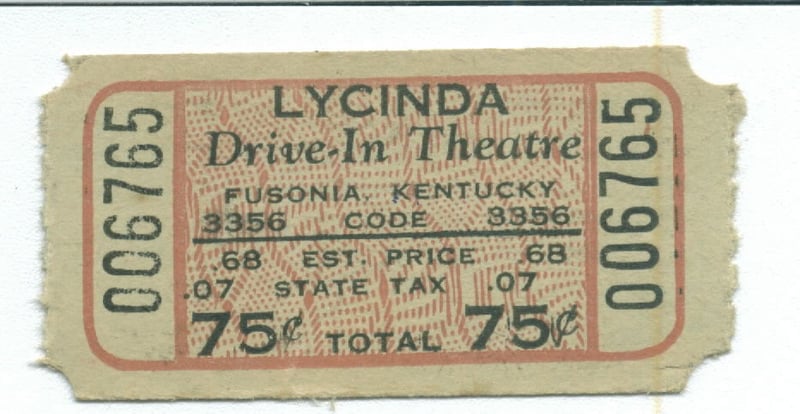 006765
LYCINDA
Drive-In Theatre
FUSONIA, KENTUCKY
3356 CODE 3356
.68 EST. PRICE .68
.07 STATE TAX .07
75¢ TOTAL 75¢
006765